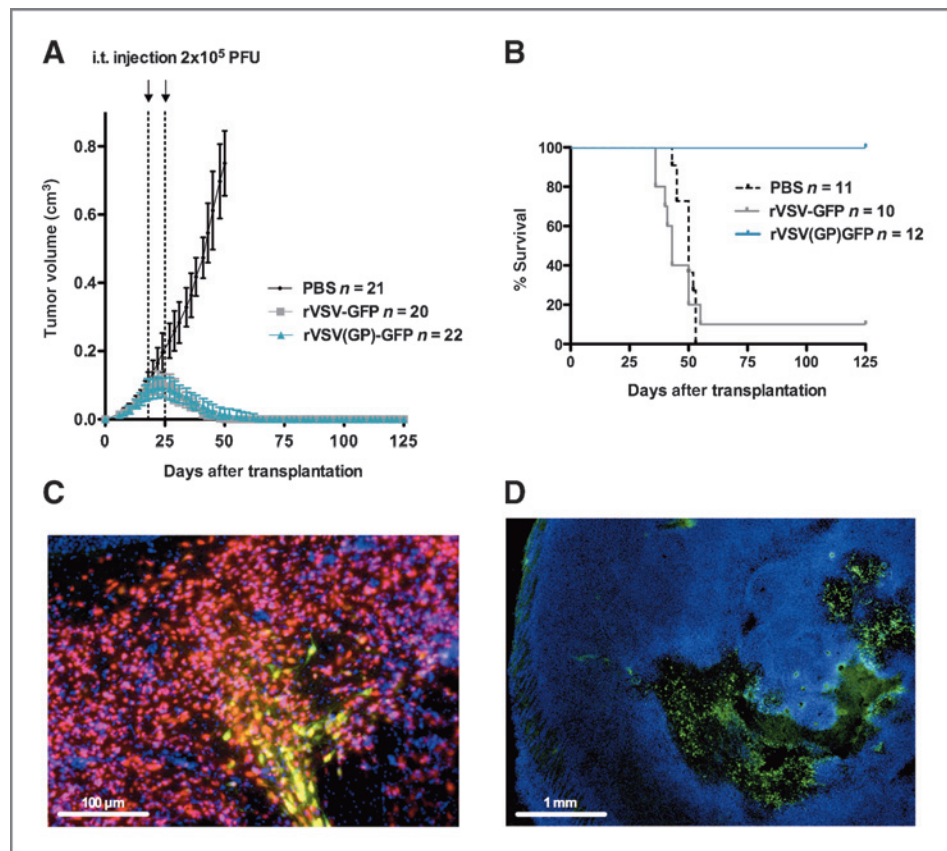 A
i.t. injection 2x10⁵ PFU
Tumor volume (cm³)
0.8
0.6
0.4
0.2
0.0
0 25 50 75 100 125
Days after transplantation
PBS n = 21
rVSV-GFP n = 20
rVSV(GP)-GFP n = 22
B
% Survival
100
80
60
40
20
0
0 25 50 75 100 125
Days after transplantation
PBS n = 11
rVSV-GFP n = 10
rVSV(GP)GFP n = 12
C
100 µm
D
1 mm